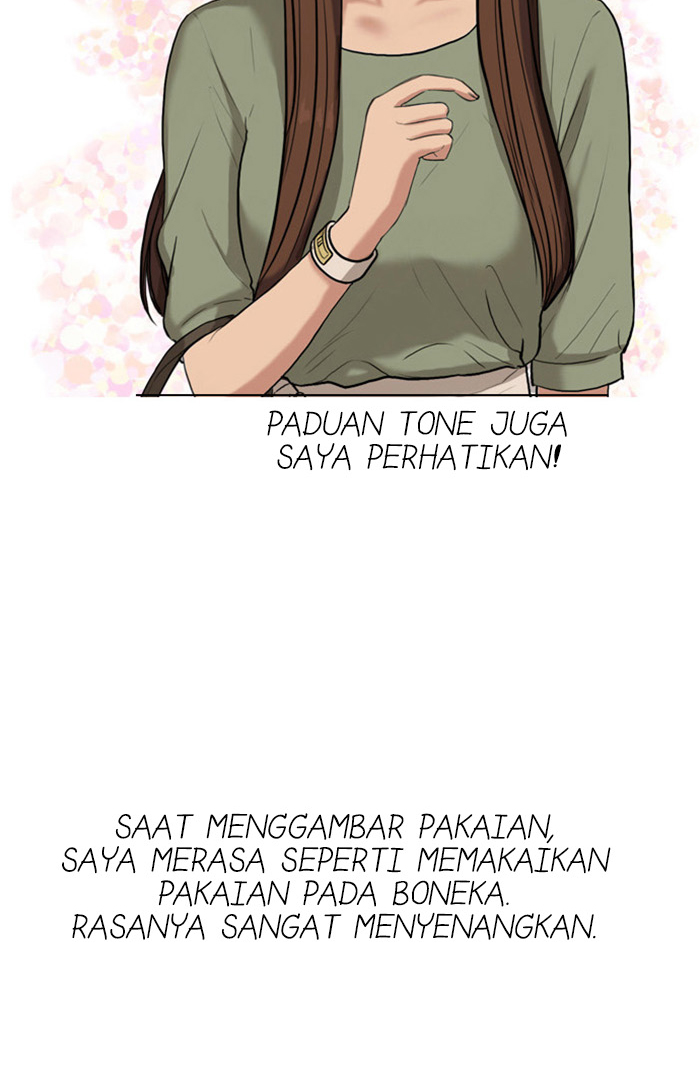 PADUAN TONE JUGA
SAYA PERHATIKAN!
SAAT MENGGAMBAR PAKAIAN,
SAYA MERASA SEPERTI MEMAKAIKAN
PAKAIAN PADA BONEKA.
RASANYA SANGAT MENYENANGKAN.